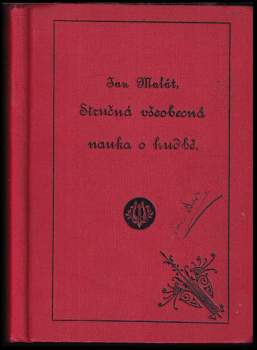 Jan Malát,
Stručná všeobecná
nauka o hudbě,